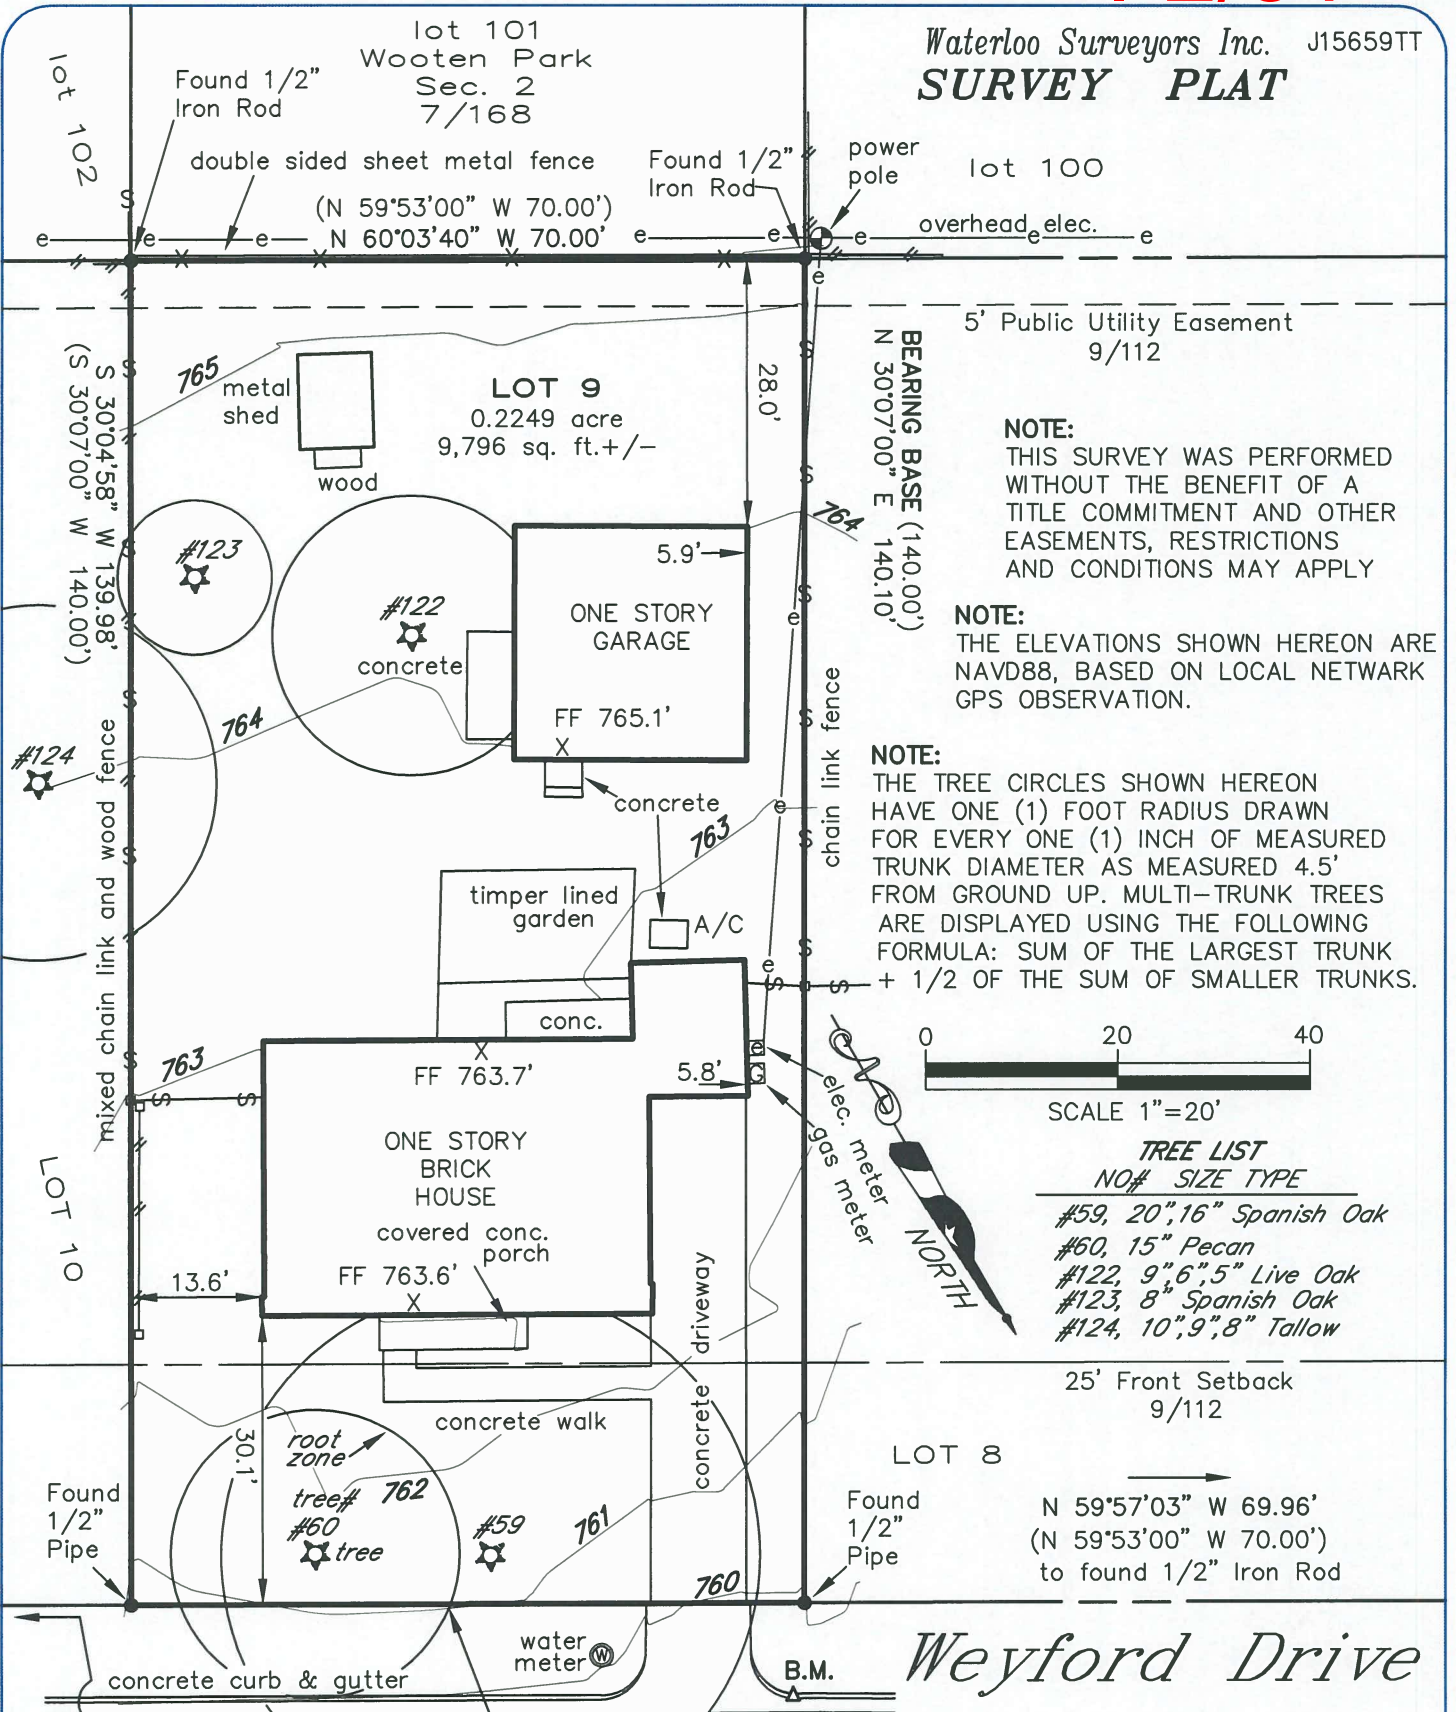 Waterloo Surveyors Inc. J15659TT
SURVEY PLAT
lot 101
Wooten Park
Sec. 2
7/168
lot 102
Found 1/2"
Iron Rod
double sided sheet metal fence
(N 59°53'00" W 70.00')
N 60°03'40" W 70.00'
Found 1/2"
Iron Rod
power
pole
lot 100
overhead elec.
e
e
e
e
e
e
e
e
e
5' Public Utility Easement
9/112
765
metal
shed
wood
LOT 9
0.2249 acre
9,796 sq. ft.+/-
28.0'
BEARING BASE (140.00')
N 30°07'00" E 140.10'
S 30°04'58" W 139.98'
(S 30°07'00" W 140.00')
NOTE:
THIS SURVEY WAS PERFORMED
WITHOUT THE BENEFIT OF A
TITLE COMMITMENT AND OTHER
EASEMENTS, RESTRICTIONS
AND CONDITIONS MAY APPLY
764
#123
#122
concrete
5.9'
ONE STORY
GARAGE
FF 765.1'
X
NOTE:
THE ELEVATIONS SHOWN HEREON ARE
NAVD88, BASED ON LOCAL NETWARK
GPS OBSERVATION.
764
#124
mixed chain link and wood fence
chain link fence
concrete
763
NOTE:
THE TREE CIRCLES SHOWN HEREON
HAVE ONE (1) FOOT RADIUS DRAWN
FOR EVERY ONE (1) INCH OF MEASURED
TRUNK DIAMETER AS MEASURED 4.5'
FROM GROUND UP. MULTI-TRUNK TREES
ARE DISPLAYED USING THE FOLLOWING
FORMULA: SUM OF THE LARGEST TRUNK
+ 1/2 OF THE SUM OF SMALLER TRUNKS.
timper lined
garden
A/C
conc.
763
X
FF 763.7'
5.8'
e
G
elec. meter
gas meter
0 20 40
SCALE 1"=20'
NORTH
ONE STORY
BRICK
HOUSE
covered conc.
porch
FF 763.6'
X
LOT 10
13.6'
concrete driveway
TREE LIST
NO# SIZE TYPE
#59, 20",16" Spanish Oak
#60, 15" Pecan
#122, 9",6",5" Live Oak
#123, 8" Spanish Oak
#124, 10",9",8" Tallow
25' Front Setback
9/112
concrete walk
30.1'
root
zone
tree#
#60
tree
762
#59
761
760
LOT 8
Found
1/2"
Pipe
Found
1/2"
Pipe
N 59°57'03" W 69.96'
(N 59°53'00" W 70.00')
to found 1/2" Iron Rod
water
meter
W
B.M.
concrete curb & gutter
Weyford Drive